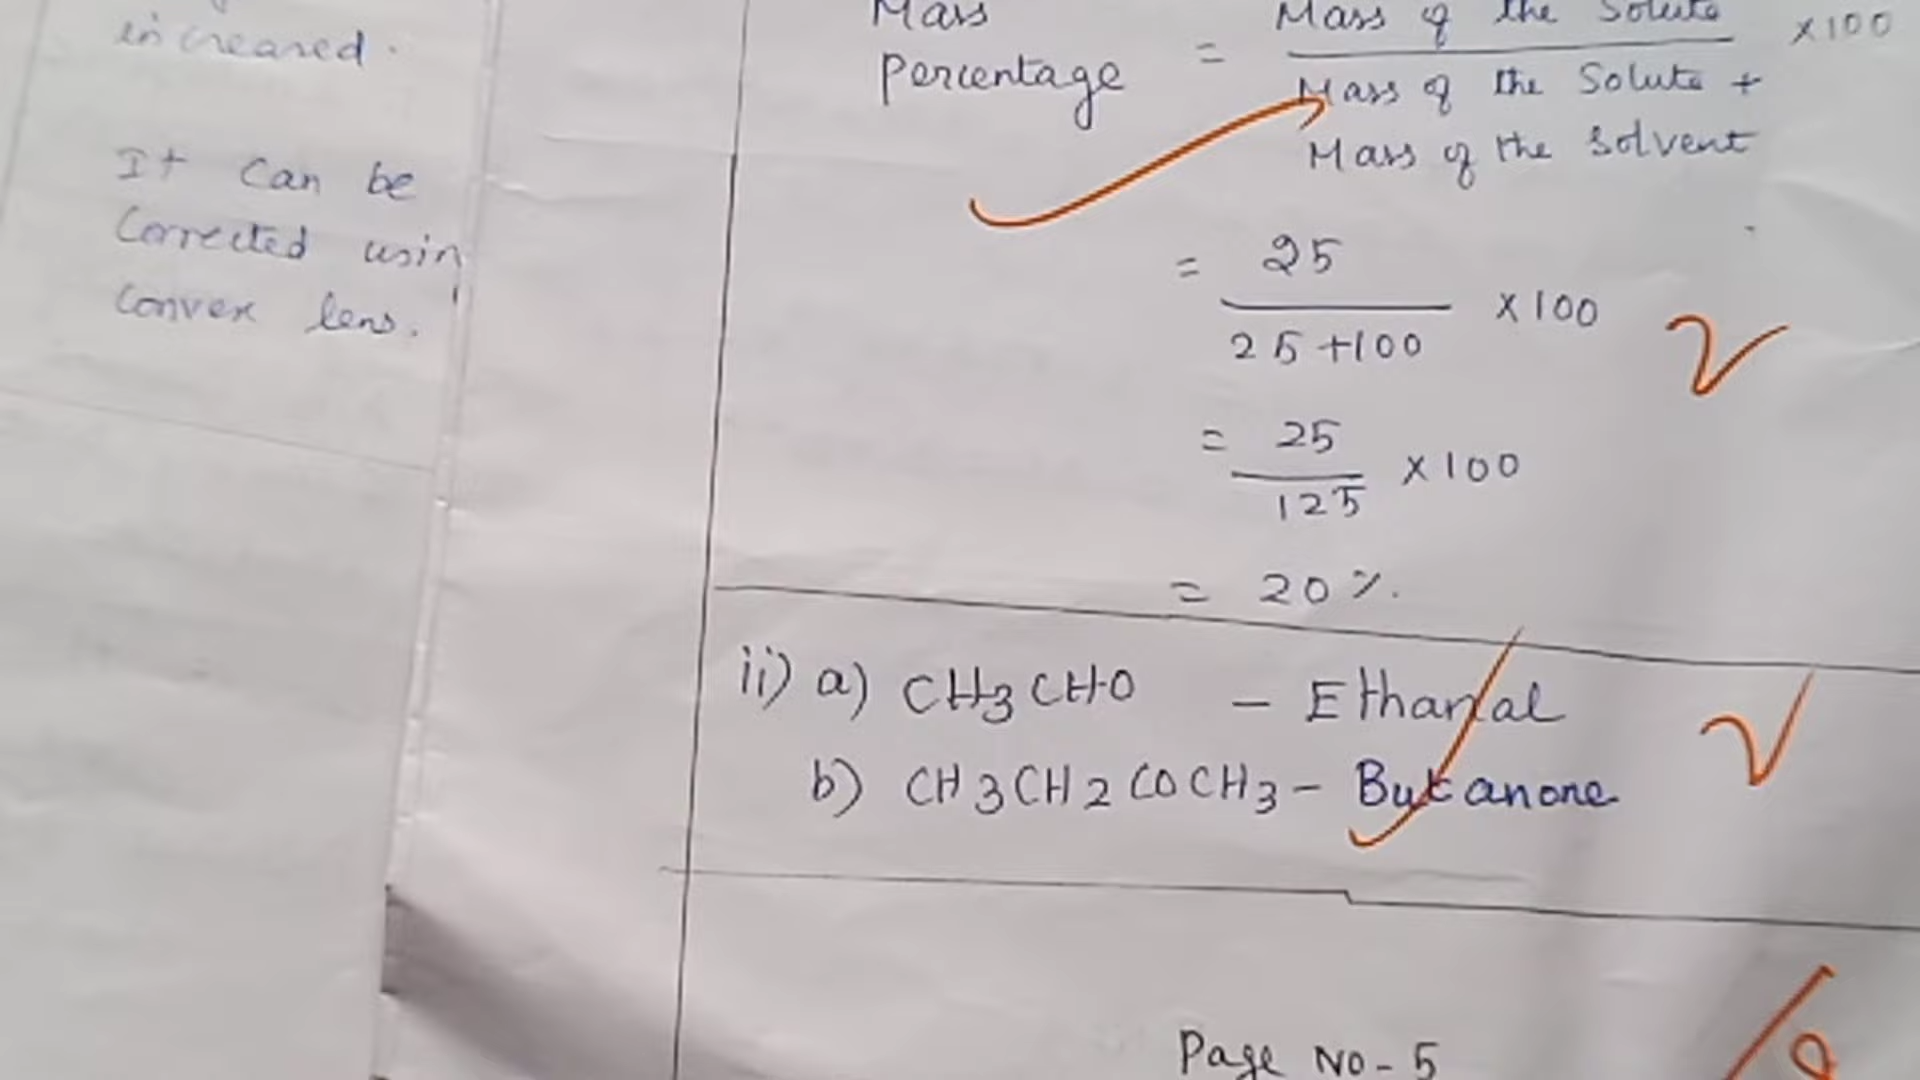 increased.
It can be
Corrected usin
Convex lens.
Mass
Percentage = Mass of the Solute ×100
Mass of the Solute +
Mass of the Solvent
= 25
25+100 ×100
= 25
125 ×100
= 20%.
ii) a) CH3CHO - Ethanal
b) CH3CH2COCH3 - Butanone
Page No-5